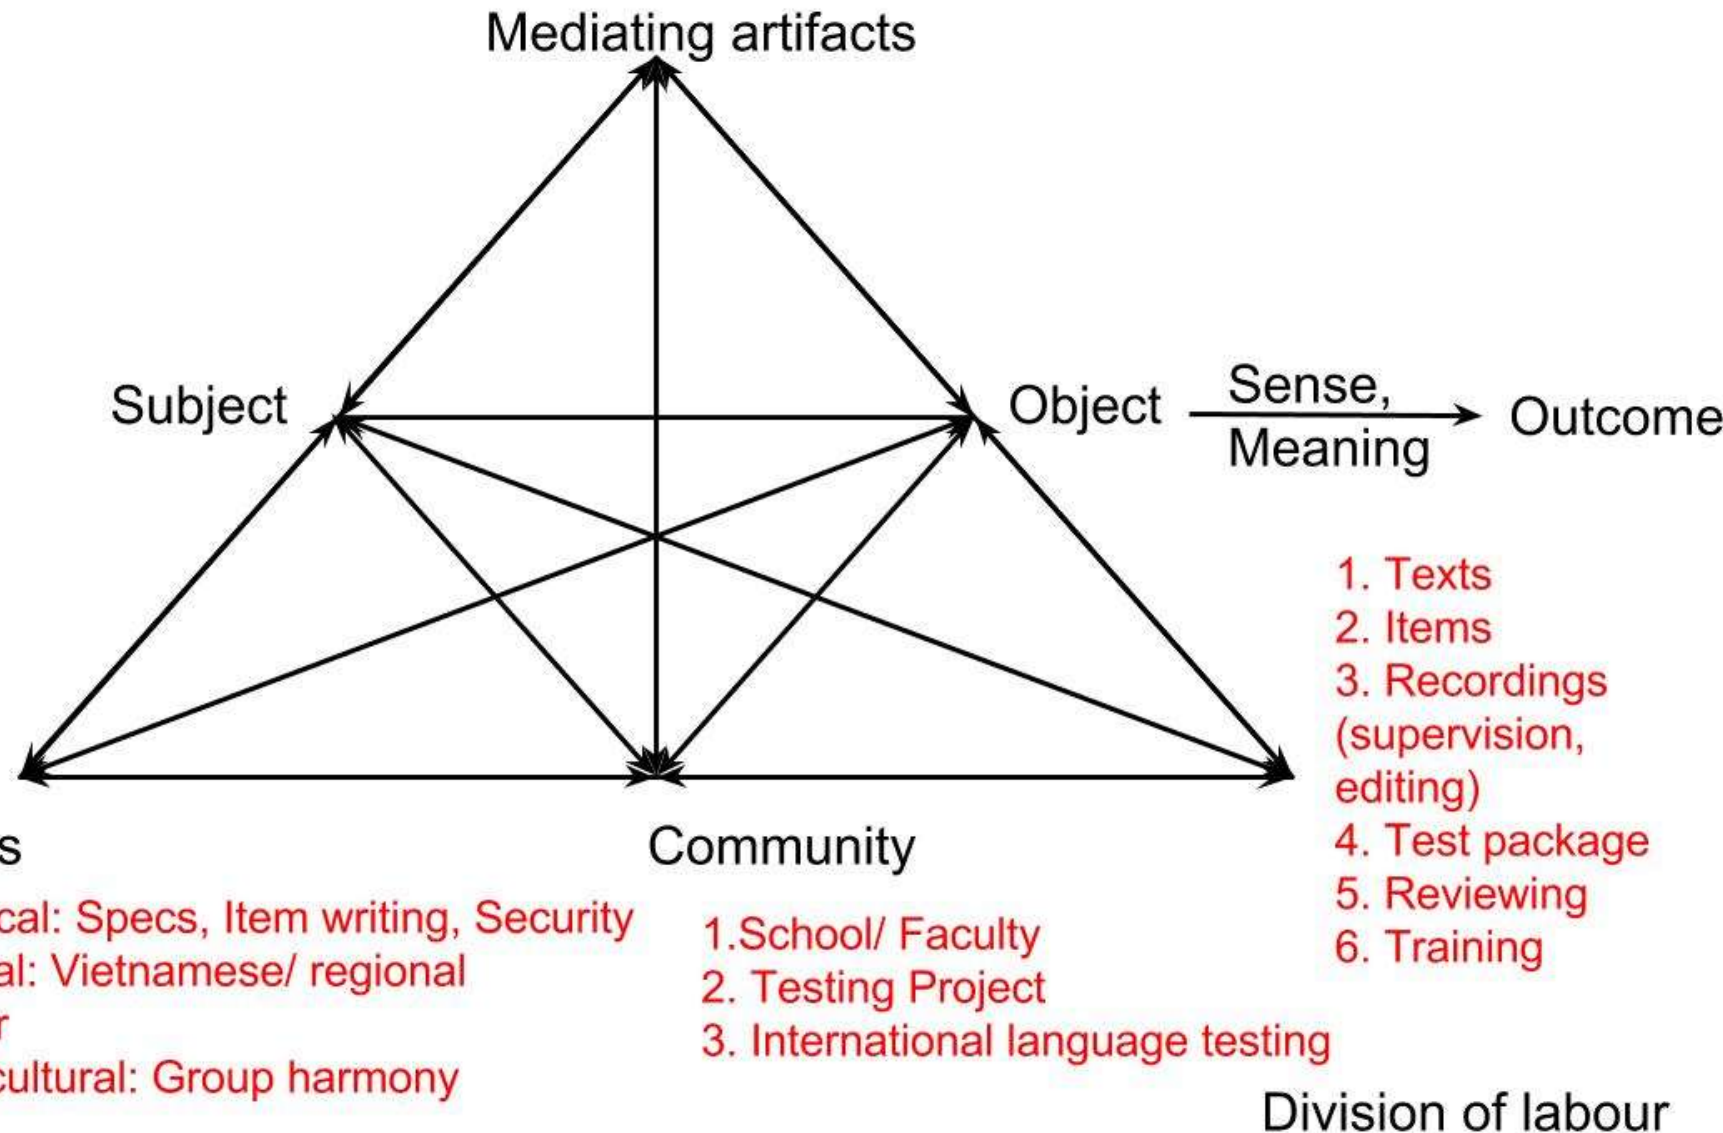 Mediating artifacts
Subject
Object
Sense,
Meaning
Outcome
1. Texts
2. Items
3. Recordings
(supervision,
editing)
4. Test package
5. Reviewing
6. Training
s
Community
cal: Specs, Item writing, Security
al: Vietnamese/ regional
r
cultural: Group harmony
1.School/ Faculty
2. Testing Project
3. International language testing
Division of labour